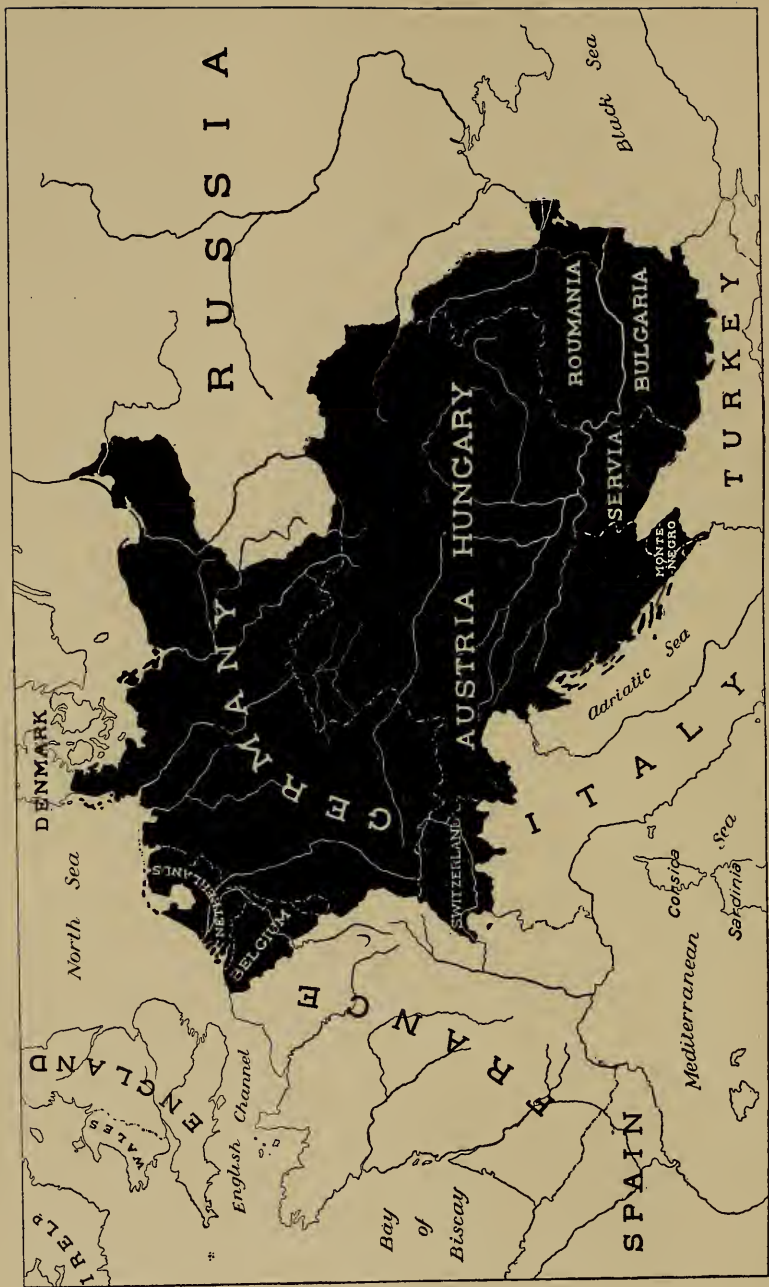 RUSSIA
DENMARK
North Sea
IRELD
ENGLAND
WALES
English Channel
NETHERLANDS
BELGIUM
GERMANY
FRANCE
SWITZERLAND
AUSTRIA HUNGARY
ROUMANIA
BULGARIA
SERVIA
MONTE-
NEGRO
Black Sea
TURKEY
Adriatic Sea
ITALY
Bay
of
Biscay
SPAIN
Corsica
Sardinia
Mediterranean Sea